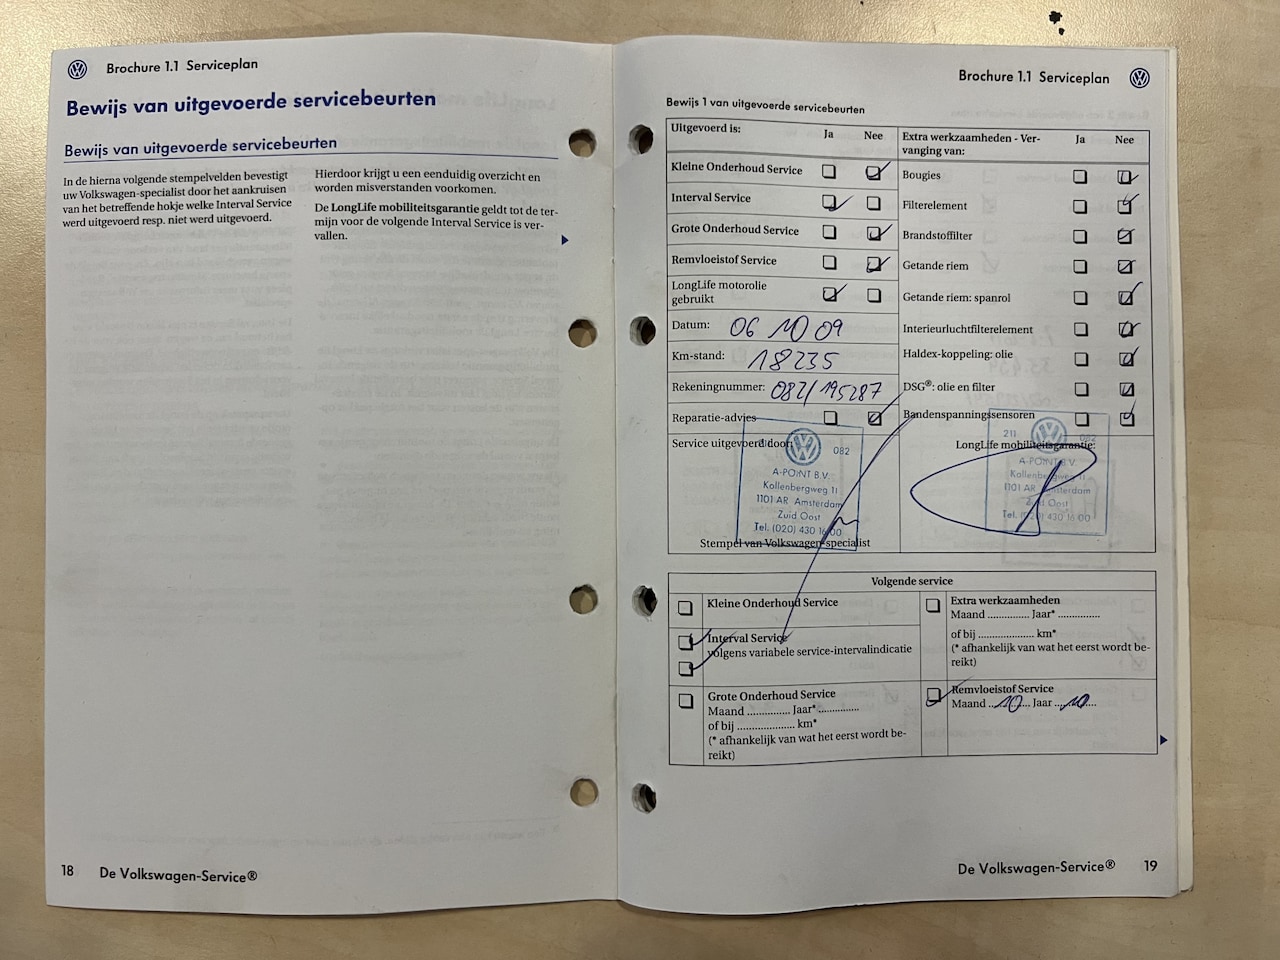 Brochure 1.1 Serviceplan
Bewijs van uitgevoerde servicebeurten
Bewijs van uitgevoerde servicebeurten
In de hierna volgende stempelvelden bevestigt
uw Volkswagen-specialist door het aankruisen
van het betreffende hokje welke Interval Service
werd uitgevoerd resp. niet werd uitgevoerd.
Hierdoor krijgt u een eenduidig overzicht en
worden misverstanden voorkomen.
De LongLife mobiliteitsgarantie geldt tot de ter-
mijn voor de volgende Interval Service is ver-
vallen.
18 De Volkswagen-Service®
Brochure 1.1 Serviceplan
Bewijs 1 van uitgevoerde servicebeurten
Uitgevoerd is: Ja Nee
Kleine Onderhoud Service
Interval Service
Grote Onderhoud Service
Remvloeistof Service
LongLife motorolie
gebruikt
Datum: 06 10 09
Km-stand: 18235
Rekeningnummer: 082/195287
Reparatie-advies
Service uitgevoerd door:
082
A-POINT B.V.
Kollenbergweg 11
1101 AR Amsterdam
Zuid Oost
Tel. (020) 430 16 00
Stempel van Volkswagen-specialist
Extra werkzaamheden - Ver-
vanging van: Ja Nee
Bougies
Filterelement
Brandstoffilter
Getande riem
Getande riem: spanrol
Interieurluchtfilterelement
Haldex-koppeling: olie
DSG®: olie en filter
Bandenspanningssensoren
LongLife mobiliteitsgarantie:
211 082
A-POINT B.V.
Kollenbergweg 11
1101 AR Amsterdam
Zuid Oost
Tel. (020) 430 16 00
Volgende service
Kleine Onderhoud Service
Interval Service
volgens variabele service-intervalindicatie
Grote Onderhoud Service
Maand ............... Jaar* ..............
of bij ..................... km*
(* afhankelijk van wat het eerst wordt be-
reikt)
Extra werkzaamheden
Maand .............. Jaar* ..............
of bij .................... km*
(* afhankelijk van wat het eerst wordt be-
reikt)
Remvloeistof Service
Maand ..10.. Jaar ..10..
De Volkswagen-Service® 19